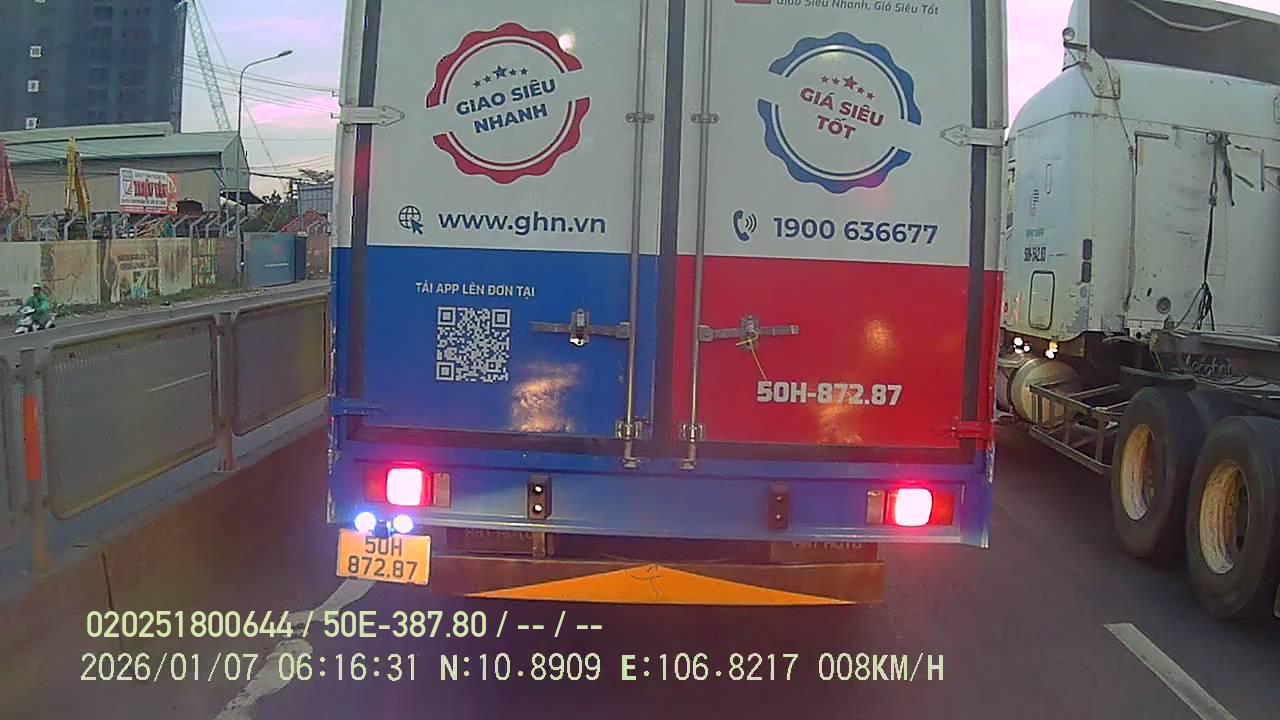 Giao Siêu Nhanh, Giá Siêu Tốt
GIAO SIÊU
NHANH
GIÁ SIÊU
TỐT
www.ghn.vn
1900 636677
TẢI APP LÊN ĐƠN TẠI
50H-872.87
50H
872.87
020251800644 / 50E-387.80 / -- / --
2026/01/07 06:16:31 N:10.8909 E:106.8217 008KM/H